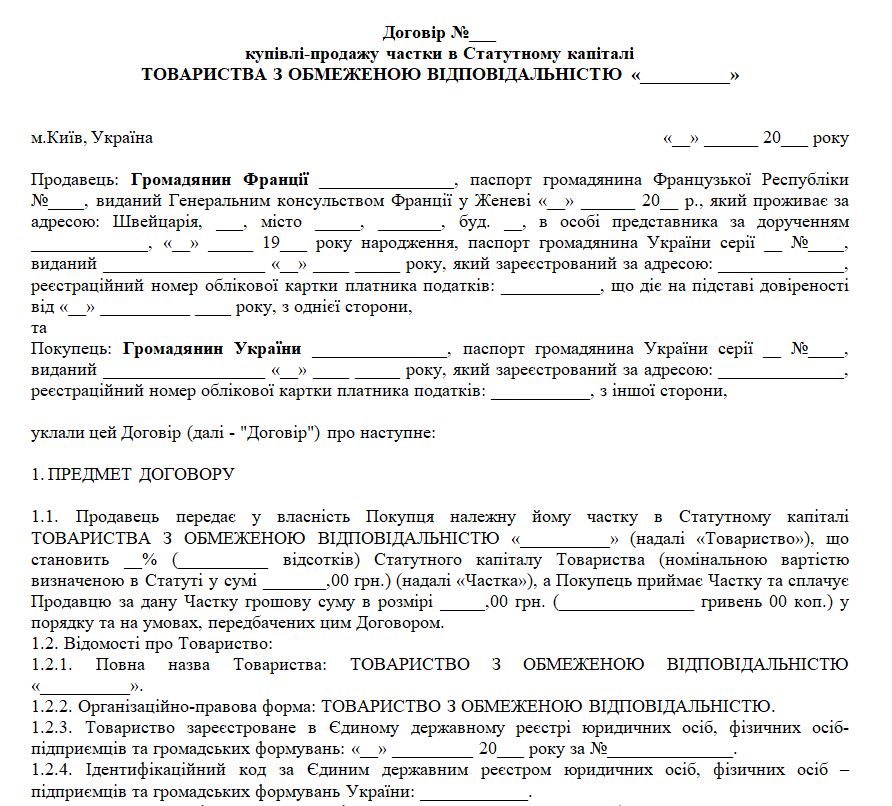 Договір №___
купівлі-продажу частки в Статутному капіталі
ТОВАРИСТВА З ОБМЕЖЕНОЮ ВІДПОВІДАЛЬНІСТЮ «__________»
м.Київ, Україна «__» ______ 20___ року
Продавець: Громадянин Франції _______________, паспорт громадянина Французької Республіки
№____, виданий Генеральним консульством Франції у Женеві «__» ______ 20__ р., який проживає за
адресою: Швейцарія, ___, місто _____, _______, буд. __, в особі представника за дорученням
_____________, «__» _____ 19___ року народження, паспорт громадянина України серії __ №____,
виданий __________________ «__» ____ _____ року, який зареєстрований за адресою: ______________,
реєстраційний номер облікової картки платника податків: ___________, що діє на підставі довіреності
від «__» __________ ____ року, з однієї сторони,
та
Покупець: Громадянин України _______________, паспорт громадянина України серії __ №____,
виданий __________________ «__» ____ _____ року, який зареєстрований за адресою: ______________,
реєстраційний номер облікової картки платника податків: ___________, з іншої сторони,
уклали цей Договір (далі - "Договір") про наступне:
1. ПРЕДМЕТ ДОГОВОРУ
1.1. Продавець передає у власність Покупця належну йому частку в Статутному капіталі
ТОВАРИСТВА З ОБМЕЖЕНОЮ ВІДПОВІДАЛЬНІСТЮ «__________» (надалі «Товариство»), що
становить __% (__________ відсотків) Статутного капіталу Товариства (номінальною вартістю
визначеною в Статуті у сумі _______,00 грн.) (надалі «Частка»), а Покупець приймає Частку та сплачує
Продавцю за дану Частку грошову суму в розмірі _____,00 грн. (_______________ гривень 00 коп.) у
порядку та на умовах, передбачених цим Договором.
1.2. Відомості про Товариство:
1.2.1. Повна назва Товариства: ТОВАРИСТВО З ОБМЕЖЕНОЮ ВІДПОВІДАЛЬНІСТЮ
«__________».
1.2.2. Організаційно-правова форма: ТОВАРИСТВО З ОБМЕЖЕНОЮ ВІДПОВІДАЛЬНІСТЮ.
1.2.3. Товариство зареєстроване в Єдиному державному реєстрі юридичних осіб, фізичних осіб-
підприємців та громадських формувань: «__» _________ 20___ року за №______________.
1.2.4. Ідентифікаційний код за Єдиним державним реєстром юридичних осіб, фізичних осіб –
підприємців та громадських формувань України: ____________.